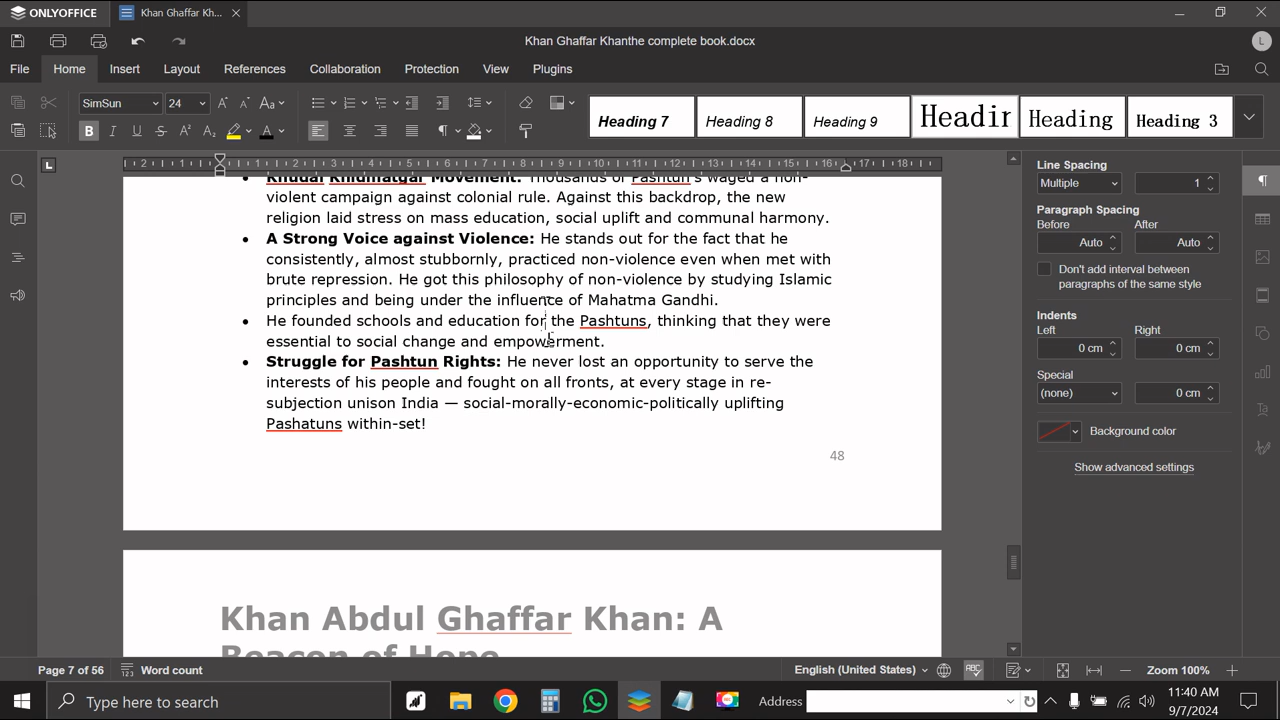 ONLYOFFICE
Khan Ghaffar Kh...
Khan Ghaffar Khanthe complete book.docx
L
File Home Insert Layout References Collaboration Protection View Plugins
SimSun 24
Heading 7 Heading 8 Heading 9 Headir Heading Heading 3
Khudai Khidmatgar Movement: Thousands of Pashtun's waged a non-
violent campaign against colonial rule. Against this backdrop, the new
religion laid stress on mass education, social uplift and communal harmony.
• A Strong Voice against Violence: He stands out for the fact that he
consistently, almost stubbornly, practiced non-violence even when met with
brute repression. He got this philosophy of non-violence by studying Islamic
principles and being under the influence of Mahatma Gandhi.
• He founded schools and education for the Pashtuns, thinking that they were
essential to social change and empowerment.
• Struggle for Pashtun Rights: He never lost an opportunity to serve the
interests of his people and fought on all fronts, at every stage in re-
subjection unison India — social-morally-economic-politically uplifting
Pashatuns within-set!
48
Khan Abdul Ghaffar Khan: A
Beacon of Hope
Line Spacing
Multiple 1
Paragraph Spacing
Before After
Auto Auto
Don't add interval between
paragraphs of the same style
Indents
Left Right
0 cm 0 cm
Special
(none) 0 cm
Background color
Show advanced settings
Page 7 of 56 Word count English (United States) Zoom 100%
Type here to search
Address
11:40 AM
9/7/2024